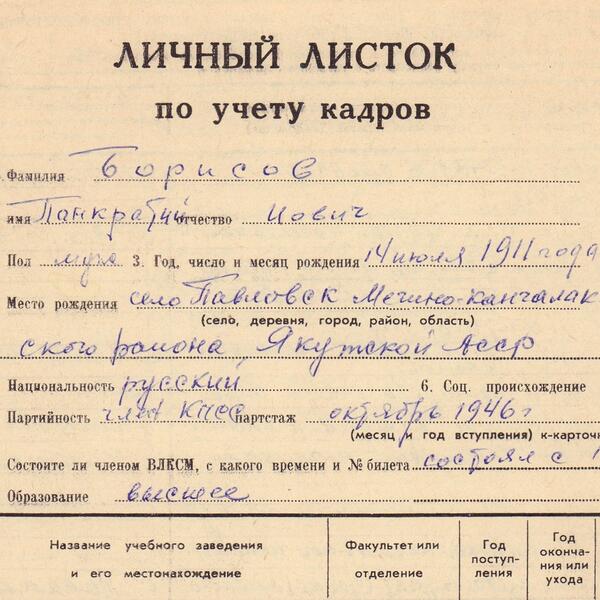 ЛИЧНЫЙ ЛИСТОК
по учету кадров
Фамилия Борисов
имя Панкратий отчество Иович
Пол муж 3. Год, число и месяц рождения 14 июля 1911 года
Место рождения село Павловск Мегино-Кангалас
(село, деревня, город, район, область)
ского района, Якутской Асср
Национальность русский 6. Соц. происхождение
Партийность член КПСС партстаж октябрь 1946 г
(месяц и год вступления) к-карточ
Состоите ли членом ВЛКСМ, с какого времени и № билета состоял с 1
Образование высшее
Название учебного заведения и его местонахождение
Факультет или отделение
Год поступ- ления
Год оконча- ния или ухода